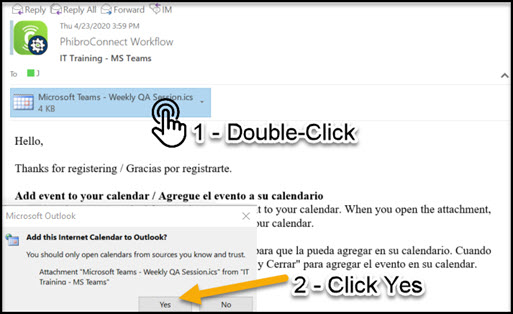 Reply Reply All Forward IM
Thu 4/23/2020 3:59 PM
PhibroConnect Workflow
IT Training - MS Teams
To J
Microsoft Teams - Weekly QA Session.ics
4 KB
1 - Double-Click
Hello,
Thanks for registering / Gracias por registrarte.
Add event to your calendar / Agregue el evento a su calendario
nt to your calendar. When you open the attachment,
ur calendar.
para que la pueda agregar en su calendario. Cuando
y Cerrar" para agregar el evento en su calendar.
Microsoft Outlook
Add this Internet Calendar to Outlook?
You should only open calendars from sources you know and trust.
Attachment "Microsoft Teams - Weekly QA Session.ics" from "IT
Training - MS Teams"
Yes No
2 - Click Yes